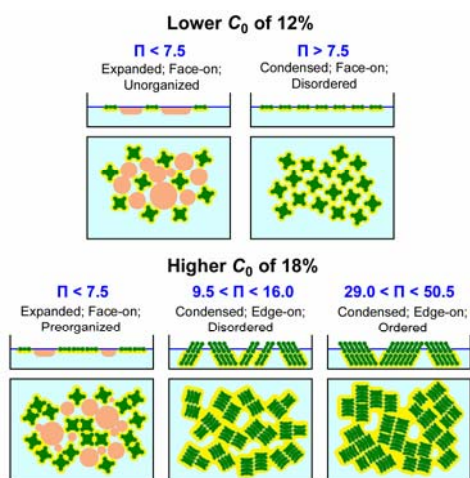 Lower C₀ of 12%
Π < 7.5
Expanded; Face-on;
Unorganized
Π > 7.5
Condensed; Face-on;
Disordered
Higher C₀ of 18%
Π < 7.5
Expanded; Face-on;
Preorganized
9.5 < Π < 16.0
Condensed; Edge-on;
Disordered
29.0 < Π < 50.5
Condensed; Edge-on;
Ordered